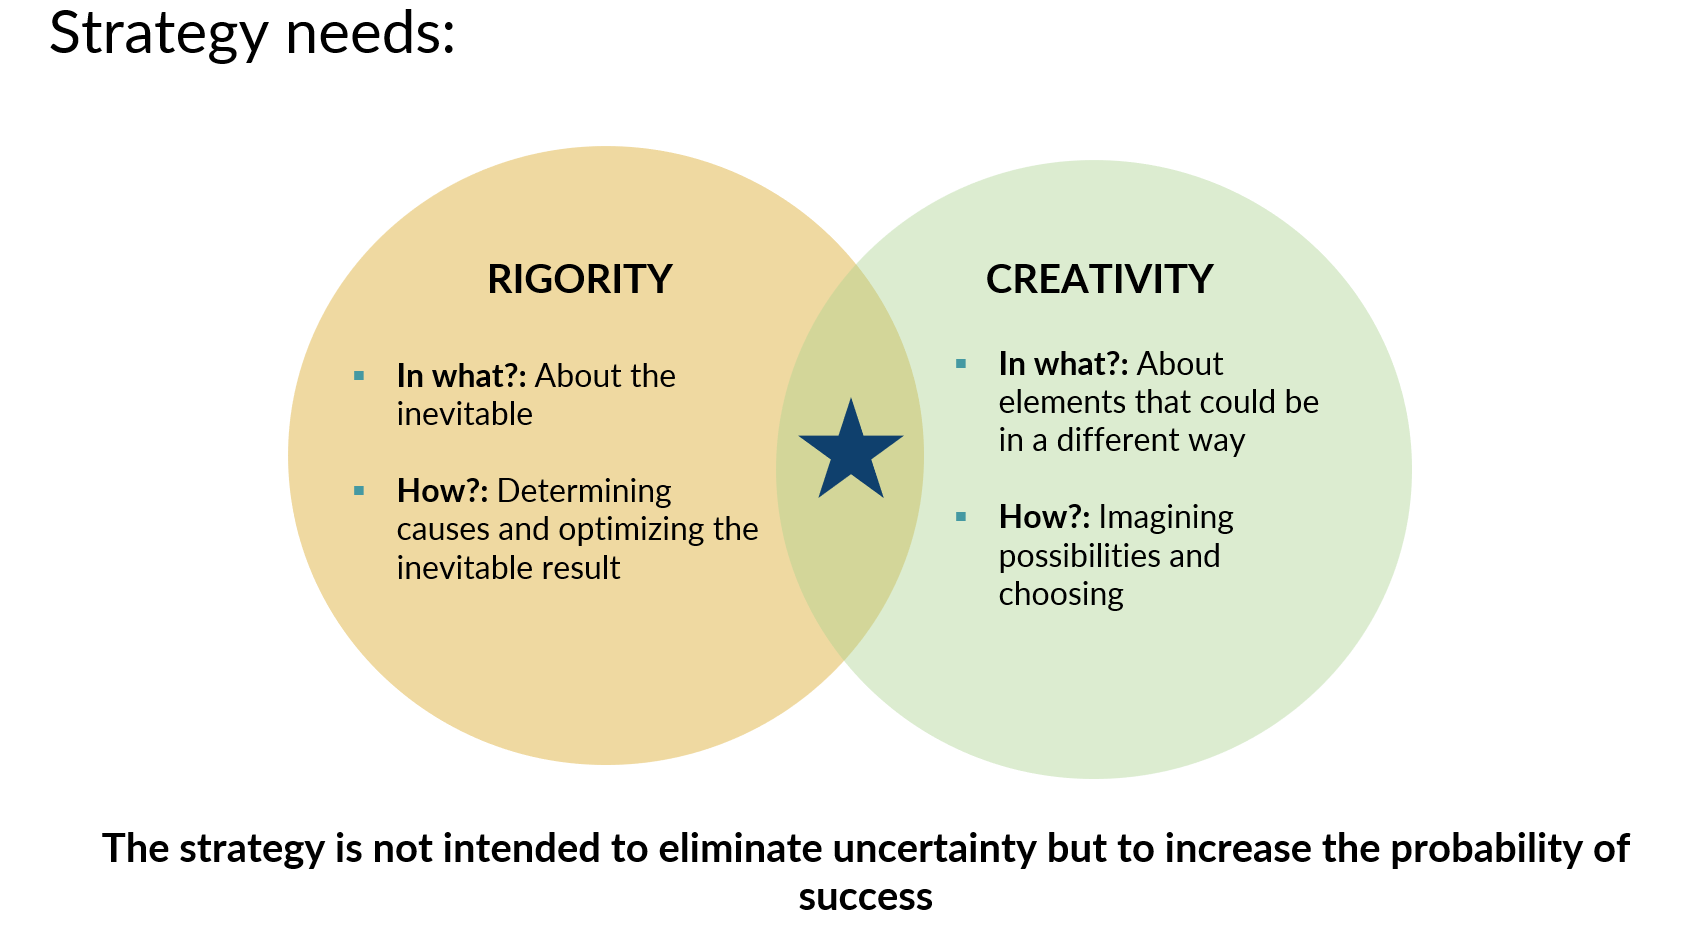 Strategy needs:
RIGORITY
In what?: About the
inevitable
How?: Determining
causes and optimizing the
inevitable result
CREATIVITY
In what?: About
elements that could be
in a different way
How?: Imagining
possibilities and
choosing
The strategy is not intended to eliminate uncertainty but to increase the probability of
success